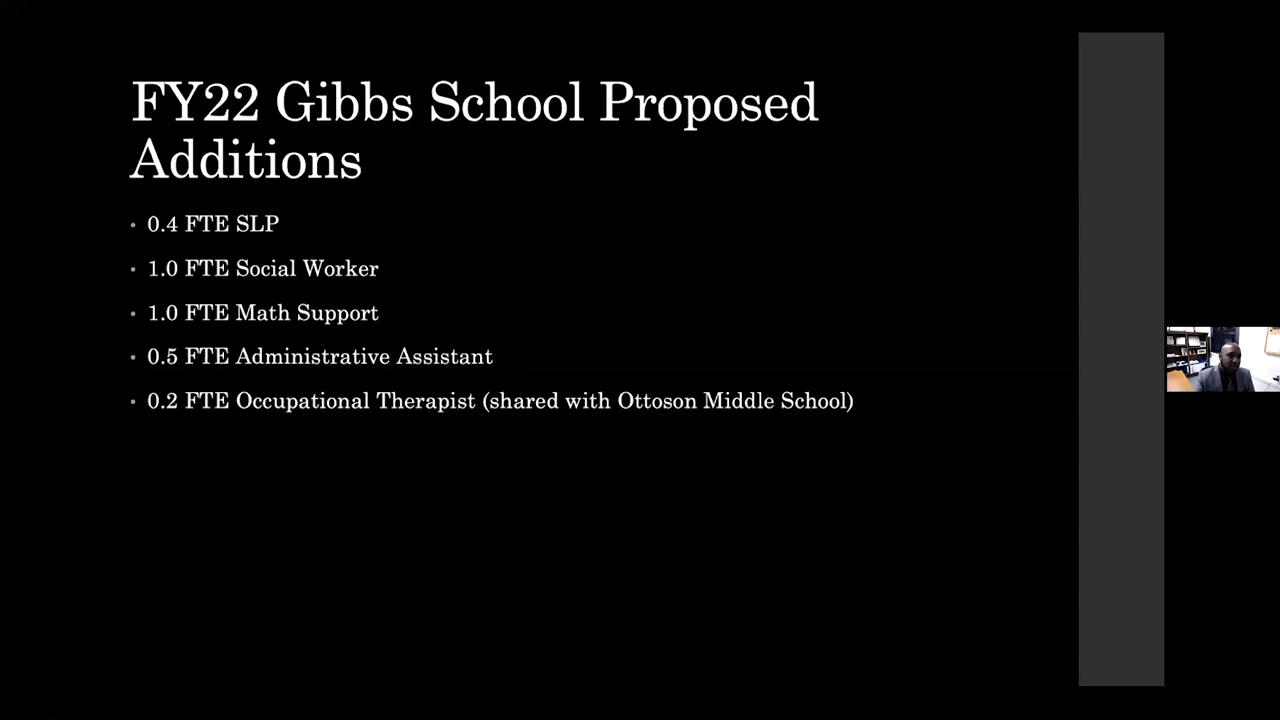 FY22 Gibbs School Proposed
Additions
• 0.4 FTE SLP
• 1.0 FTE Social Worker
• 1.0 FTE Math Support
• 0.5 FTE Administrative Assistant
• 0.2 FTE Occupational Therapist (shared with Ottoson Middle School)